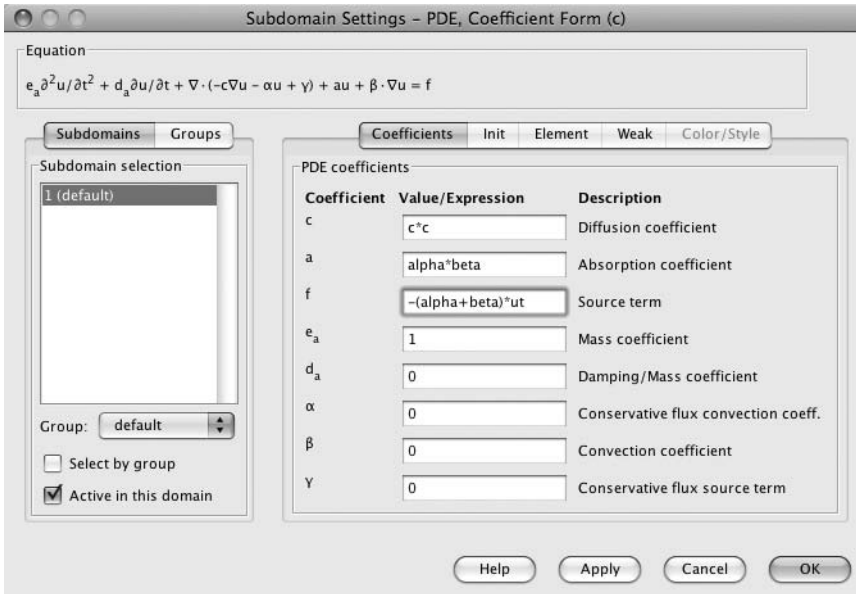 Subdomain Settings – PDE, Coefficient Form (c)
Equation
eₐ∂²u/∂t² + dₐ∂u/∂t + ∇·(-c∇u - αu + γ) + au + β·∇u = f
Subdomains Groups
Subdomain selection
1 (default)
Group: default
Select by group
Active in this domain
Coefficients Init Element Weak Color/Style
PDE coefficients
Coefficient Value/Expression Description
c c*c Diffusion coefficient
a alpha*beta Absorption coefficient
f -(alpha+beta)*ut Source term
eₐ 1 Mass coefficient
dₐ 0 Damping/Mass coefficient
α 0 Conservative flux convection coeff.
β 0 Convection coefficient
γ 0 Conservative flux source term
Help Apply Cancel OK